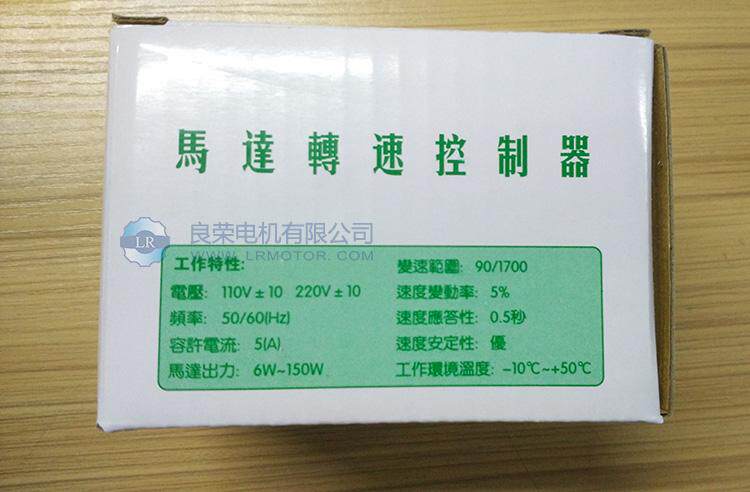 馬達轉速控制器
LR
良荣电机有限公司
WWW.LRMOTOR.COM
工作特性:
電壓: 110V±10 220V±10
頻率: 50/60(Hz)
容許電流: 5(A)
馬達出力: 6W~150W
變速範圍: 90/1700
速度變動率: 5%
速度應答性: 0.5秒
速度安定性: 優
工作環境溫度: -10℃~+50℃